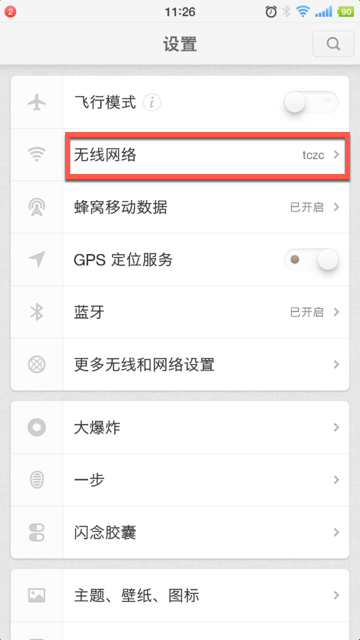 2 11:26 90
设置
飞行模式 i
无线网络 tczc
蜂窝移动数据 已开启
GPS 定位服务
蓝牙 已开启
更多无线和网络设置
大爆炸
一步
闪念胶囊
主题、壁纸、图标